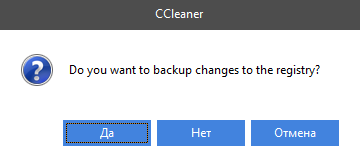 CCleaner
Do you want to backup changes to the registry?
Да Нет Отмена